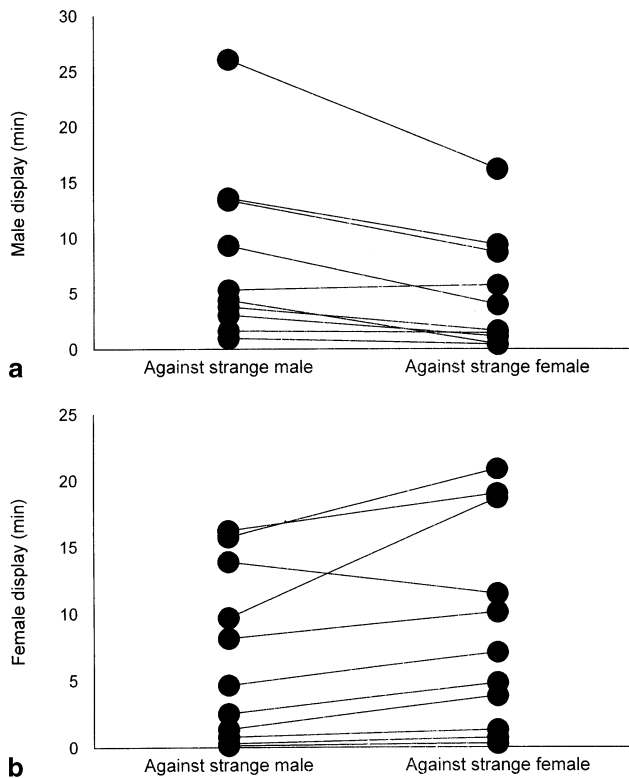 30
25
20
15
10
5
0
Male display (min)
Against strange male Against strange female
a
25
20
15
10
5
0
Female display (min)
Against strange male Against strange female
b